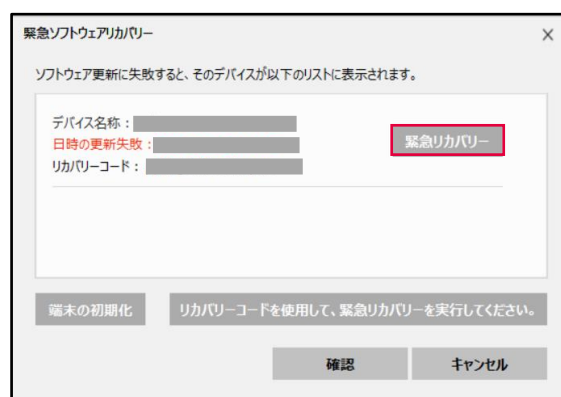 緊急ソフトウェアリカバリー
ソフトウェア更新に失敗すると、そのデバイスが以下のリストに表示されます。
デバイス名称：
日時の更新失敗：
緊急リカバリー
リカバリーコード：
端末の初期化
リカバリーコードを使用して、緊急リカバリーを実行してください。
確認
キャンセル